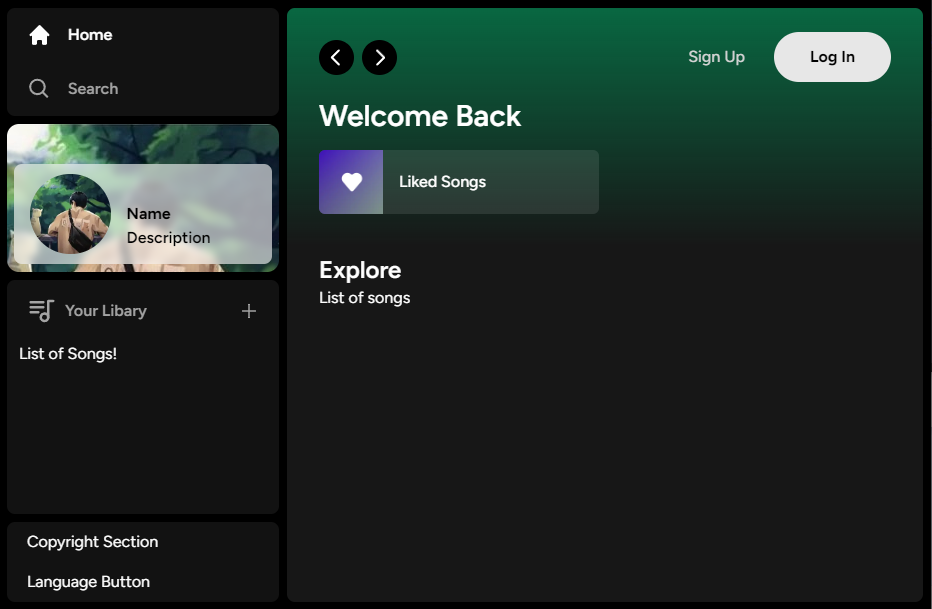 Home
Search
Name
Description
Your Libary
List of Songs!
Copyright Section
Language Button
Sign Up
Log In
Welcome Back
Liked Songs
Explore
List of songs